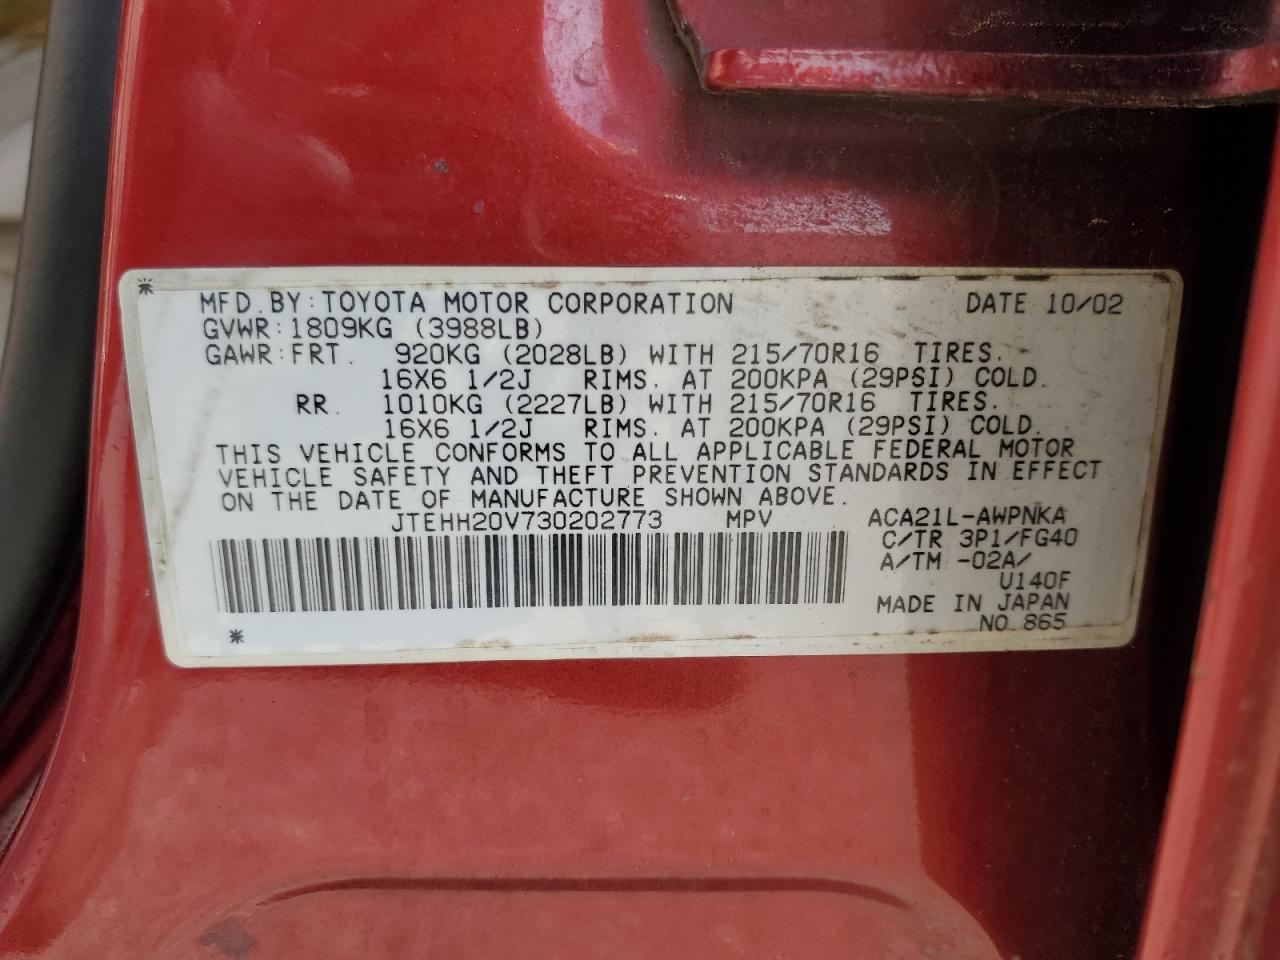 MFD. BY: TOYOTA MOTOR CORPORATION DATE 10/02
GVWR: 1809KG (3988LB)
GAWR: FRT. 920KG (2028LB) WITH 215/70R16 TIRES.
16X6 1/2J RIMS. AT 200KPA (29PSI) COLD.
RR. 1010KG (2227LB) WITH 215/70R16 TIRES.
16X6 1/2J RIMS. AT 200KPA (29PSI) COLD.
THIS VEHICLE CONFORMS TO ALL APPLICABLE FEDERAL MOTOR
VEHICLE SAFETY AND THEFT PREVENTION STANDARDS IN EFFECT
ON THE DATE OF MANUFACTURE SHOWN ABOVE.
JTEHH20V730202773 MPV ACA21L-AWPNKA
C/TR 3P1/FG40
A/TM -02A/
U140F
MADE IN JAPAN
NO. 865